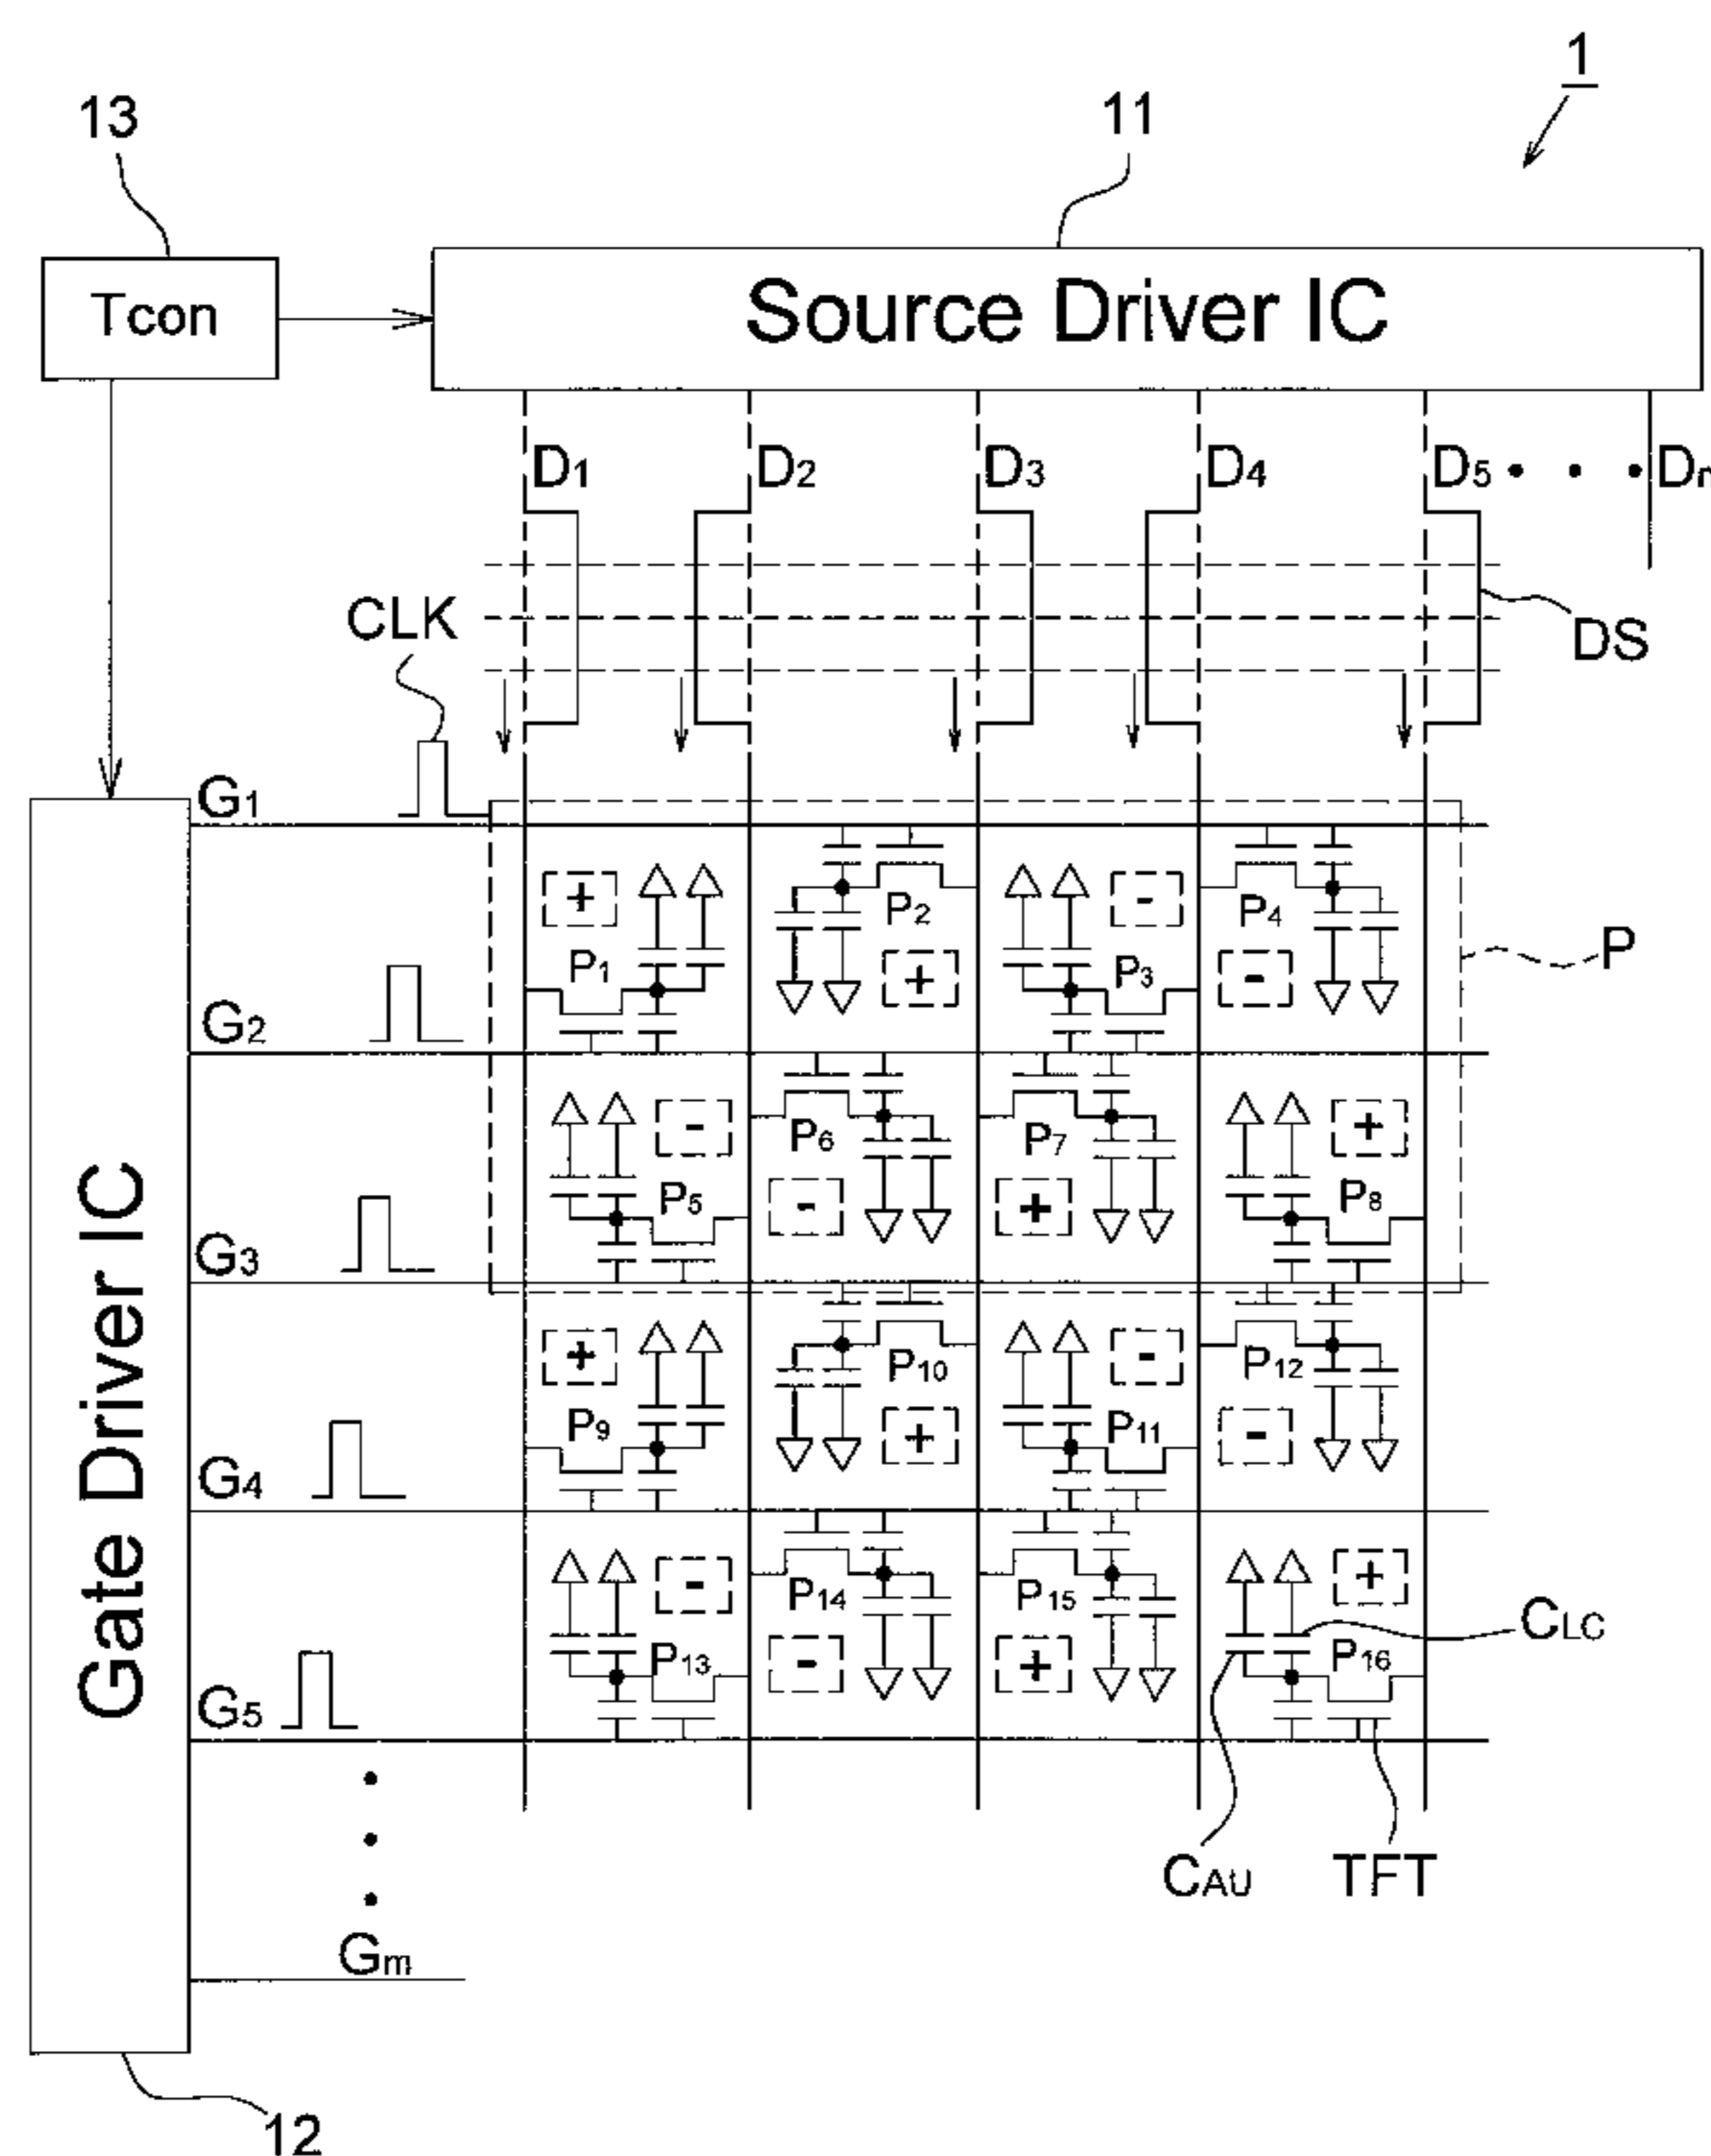 1
13
11
Tcon
Source Driver IC
D1 D2 D3 D4 D5 • • • Dn
CLK
DS
G1
+ P1 P2 + - P3 P4 -
P
G2
- P5 P6 - P7 + + P8
G3
+ P9 P10 + - P11 P12 -
G4
- P13 P14 - P15 + + P16
CLC
G5
CAU TFT
Gm
Gate Driver IC
12